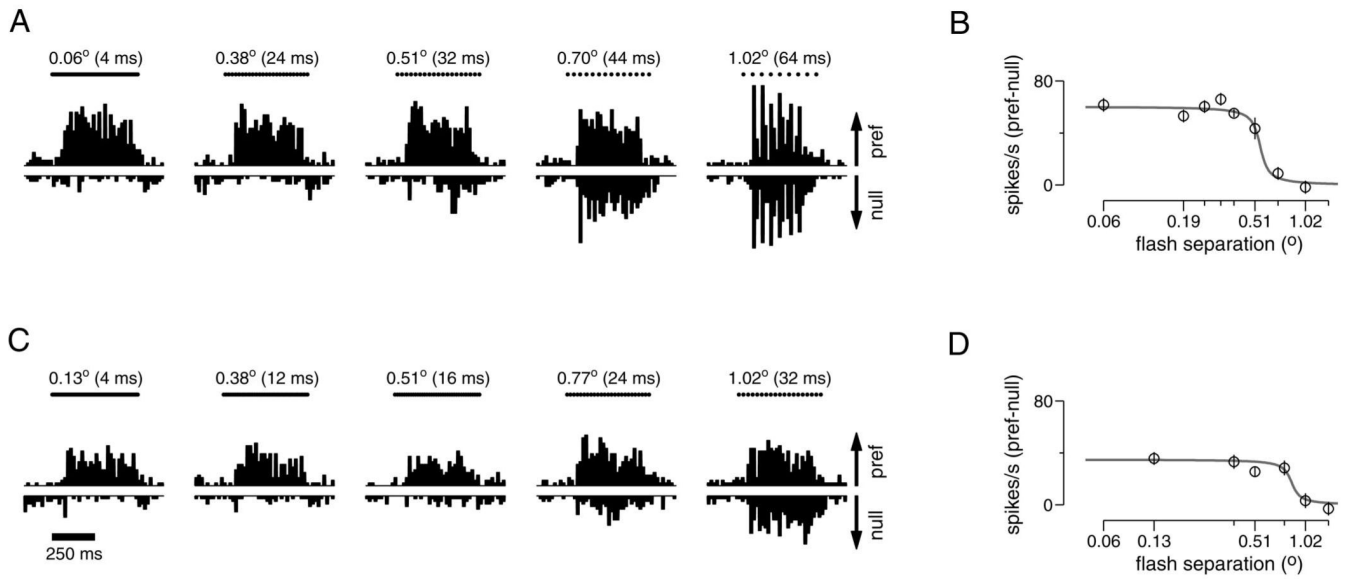 A
0.06° (4 ms)
0.38° (24 ms)
0.51° (32 ms)
0.70° (44 ms)
1.02° (64 ms)
pref
null
B
spikes/s (pref-null)
80
0
0.06
0.19
0.51
1.02
flash separation (°)
C
0.13° (4 ms)
0.38° (12 ms)
0.51° (16 ms)
0.77° (24 ms)
1.02° (32 ms)
pref
null
250 ms
D
spikes/s (pref-null)
80
0
0.06
0.13
0.51
1.02
flash separation (°)